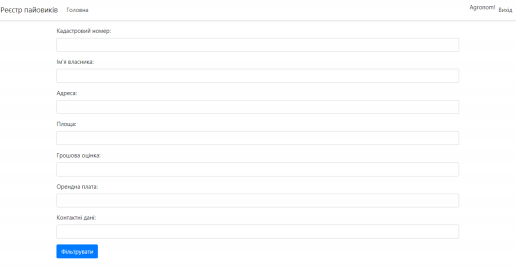 Реєстр пайовиків Головна Agronom! Вихід
Кадастровий номер:
Ім'я власника:
Адреса:
Площа:
Грошова оцінка:
Орендна плата:
Контактні дані:
Фільтрувати